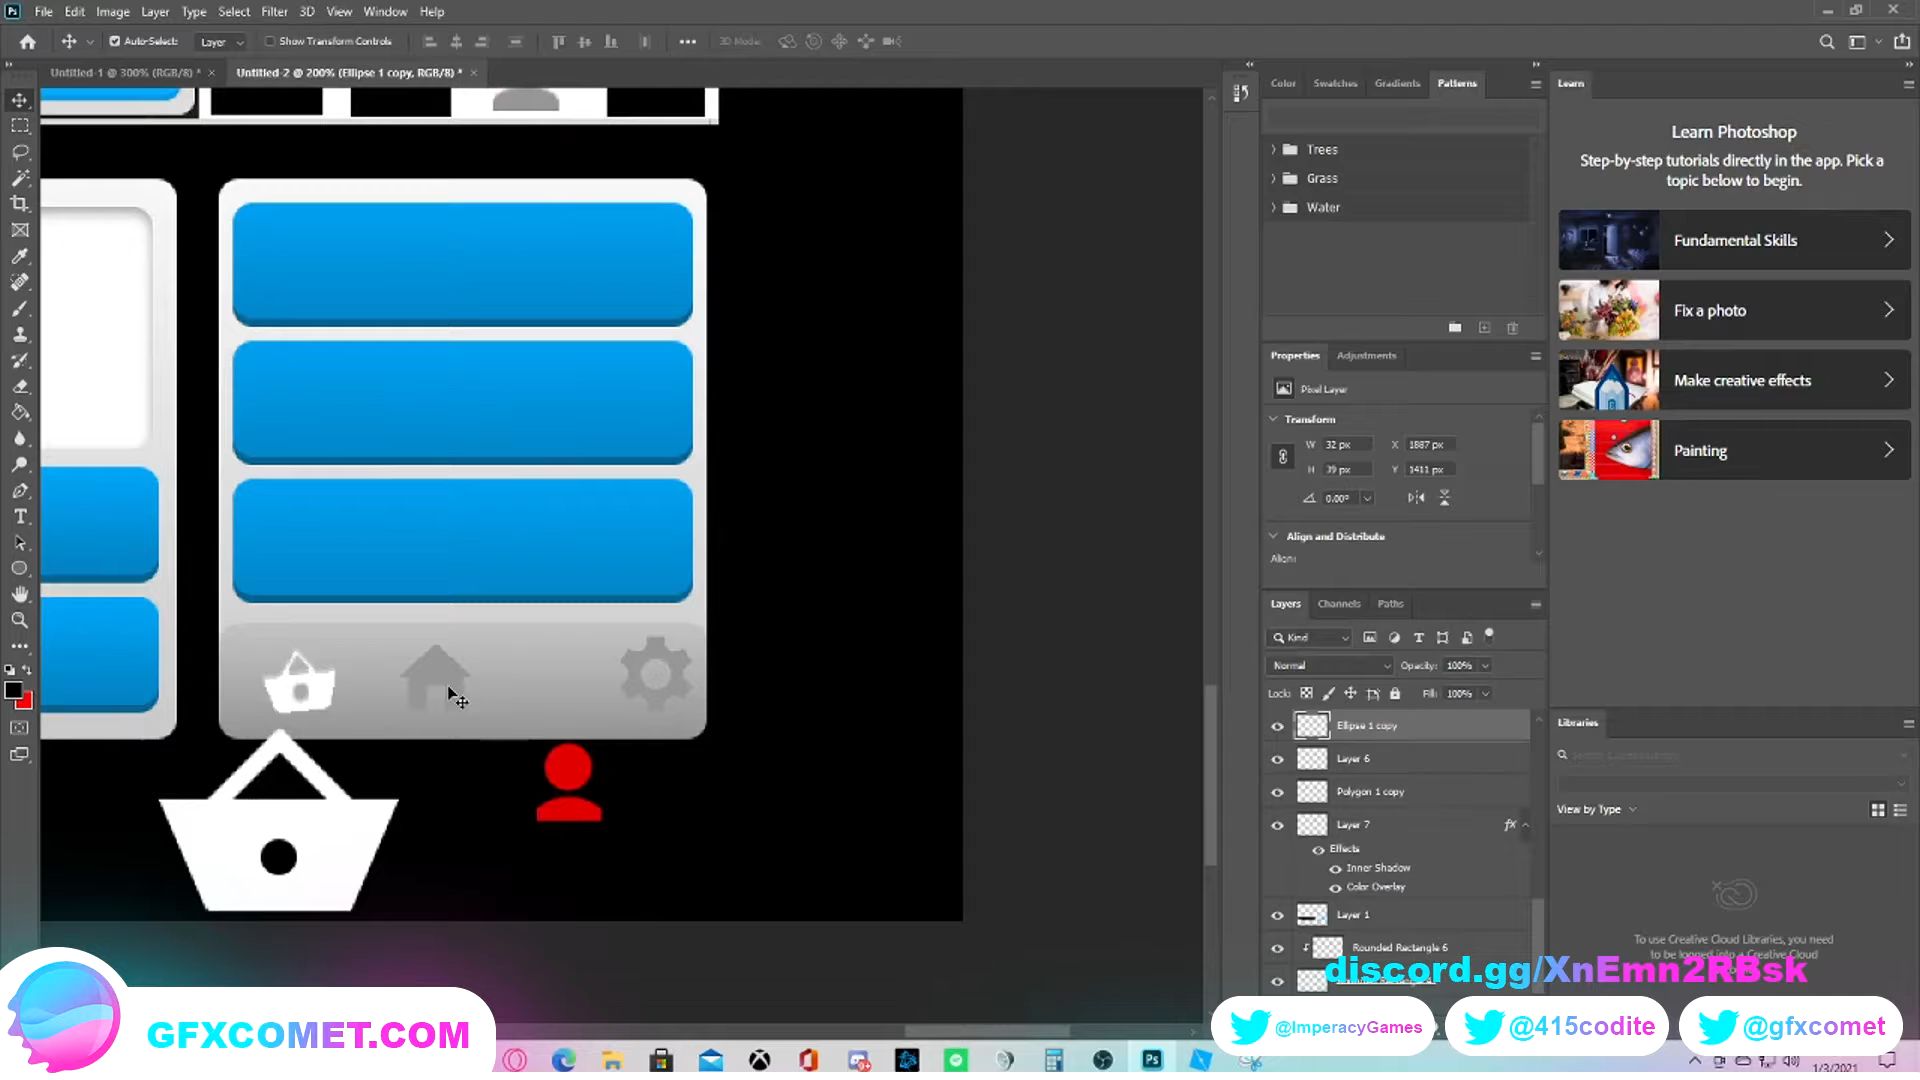 Ps File Edit Image Layer Type Select Filter 3D View Window Help
Auto-Select: Layer Show Transform Controls 3D Mode:
Untitled-1 @ 300% (RGB/8) * × Untitled-2 @ 200% (Ellipse 1 copy, RGB/8) * ×
Color Swatches Gradients Patterns
Trees
Grass
Water
Properties Adjustments
Pixel Layer
Transform
W 32 px X 1887 px
H 39 px Y 1411 px
0.00°
Align and Distribute
Align:
Layers Channels Paths
Kind
Normal Opacity: 100%
Lock: Fill: 100%
Ellipse 1 copy
Layer 6
Polygon 1 copy
Layer 7 fx
Effects
Inner Shadow
Color Overlay
Layer 1
Rounded Rectangle 6
Learn
Learn Photoshop
Step-by-step tutorials directly in the app. Pick a
topic below to begin.
Fundamental Skills
Fix a photo
Make creative effects
Painting
Libraries
View by Type
To use Creative Cloud Libraries, you need
to be logged into a Creative Cloud
discord.gg/XnEmn2RBsk
GFXCOMET.COM
@ImperacyGames
@415codite
@gfxcomet
Ps
1/3/2021